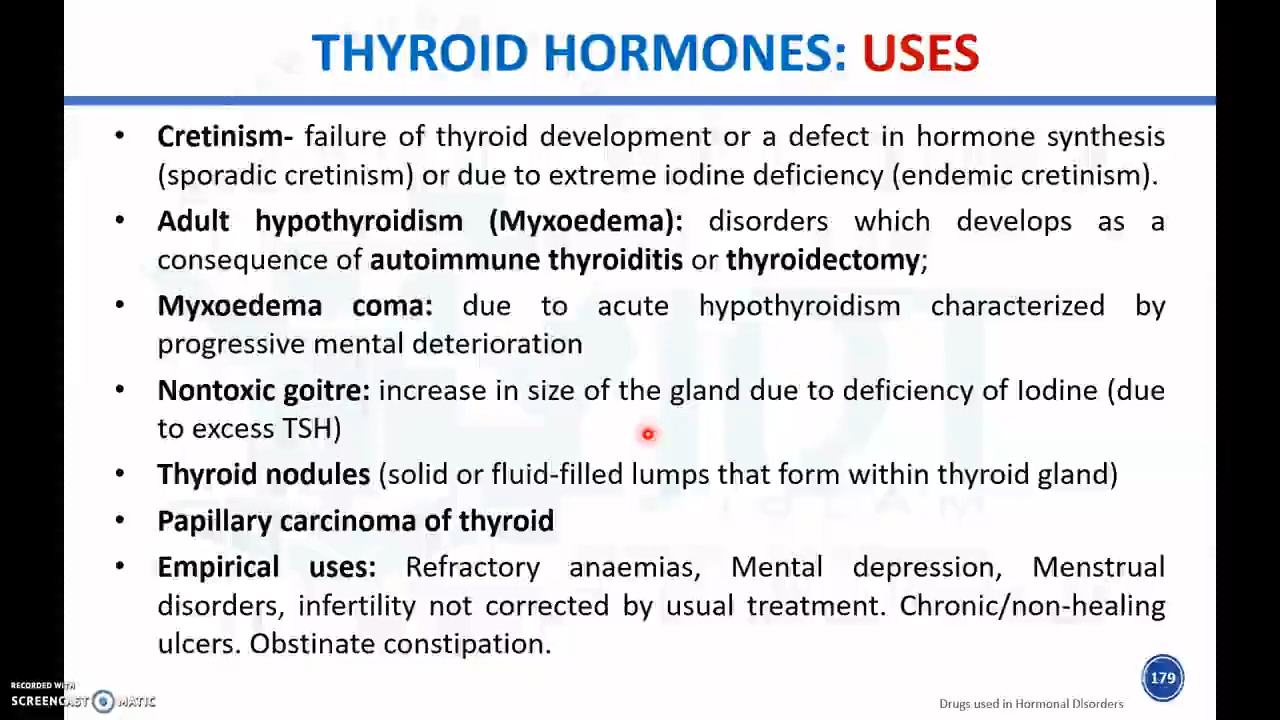 THYROID HORMONES: USES
• Cretinism- failure of thyroid development or a defect in hormone synthesis
(sporadic cretinism) or due to extreme iodine deficiency (endemic cretinism).
• Adult hypothyroidism (Myxoedema): disorders which develops as a
consequence of autoimmune thyroiditis or thyroidectomy;
• Myxoedema coma: due to acute hypothyroidism characterized by
progressive mental deterioration
• Nontoxic goitre: increase in size of the gland due to deficiency of Iodine (due
to excess TSH)
• Thyroid nodules (solid or fluid-filled lumps that form within thyroid gland)
• Papillary carcinoma of thyroid
• Empirical uses: Refractory anaemias, Mental depression, Menstrual
disorders, infertility not corrected by usual treatment. Chronic/non-healing
ulcers. Obstinate constipation.
179
Drugs used in Hormonal Disorders
RECORDED WITH
SCREENCAST MATIC